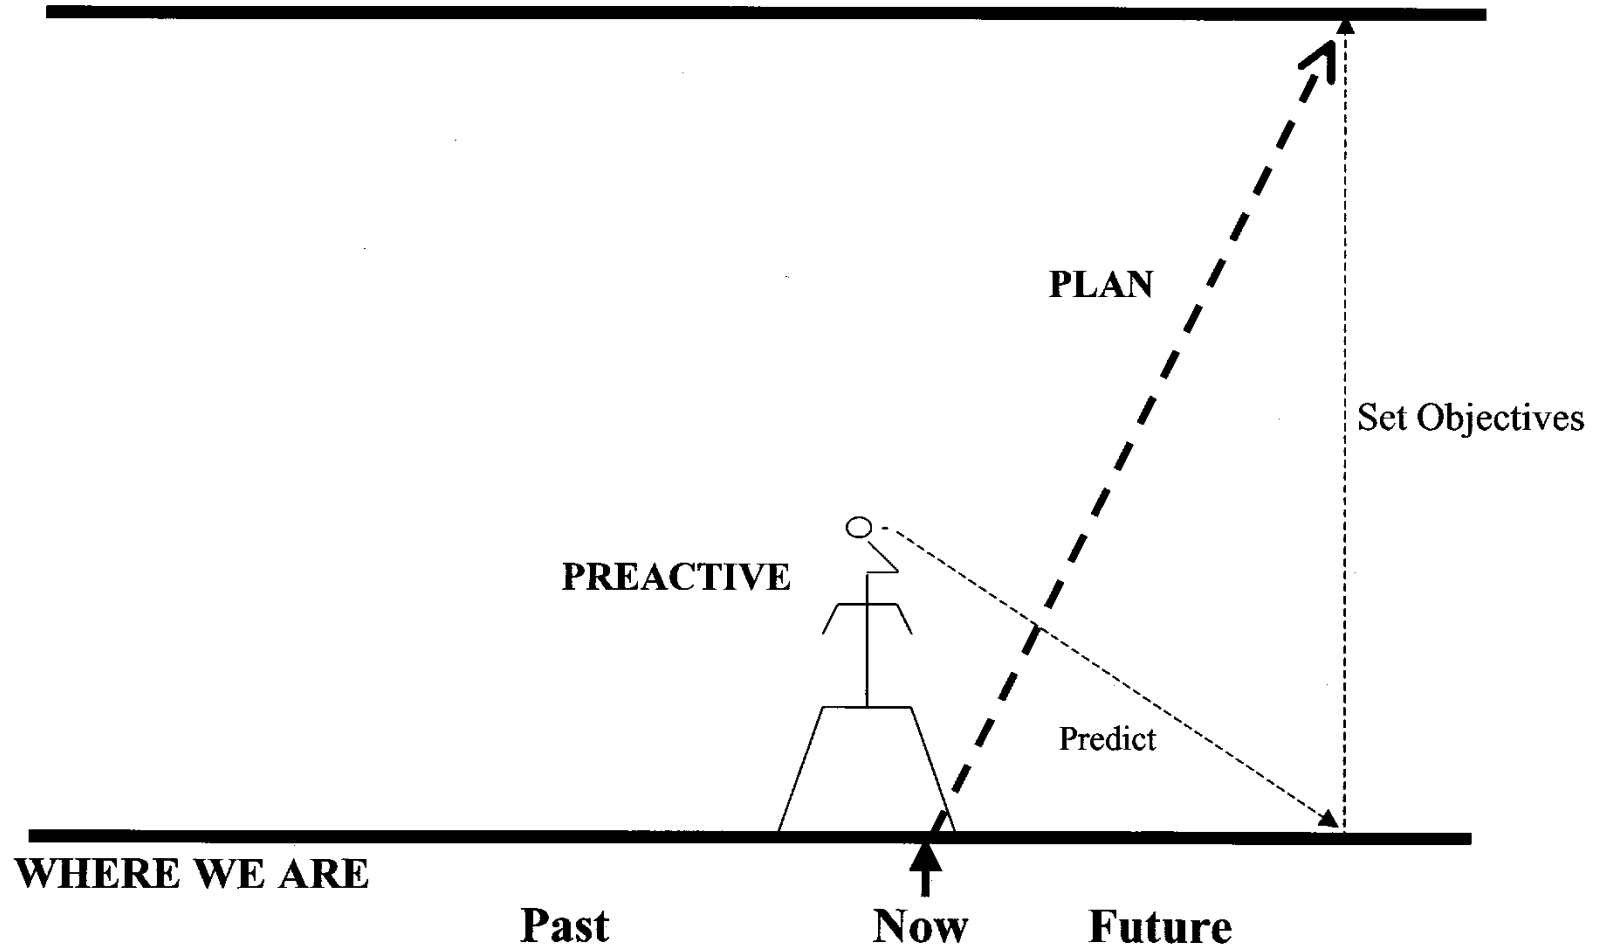 PLAN
Set Objectives
PREACTIVE
Predict
WHERE WE ARE
Past Now Future